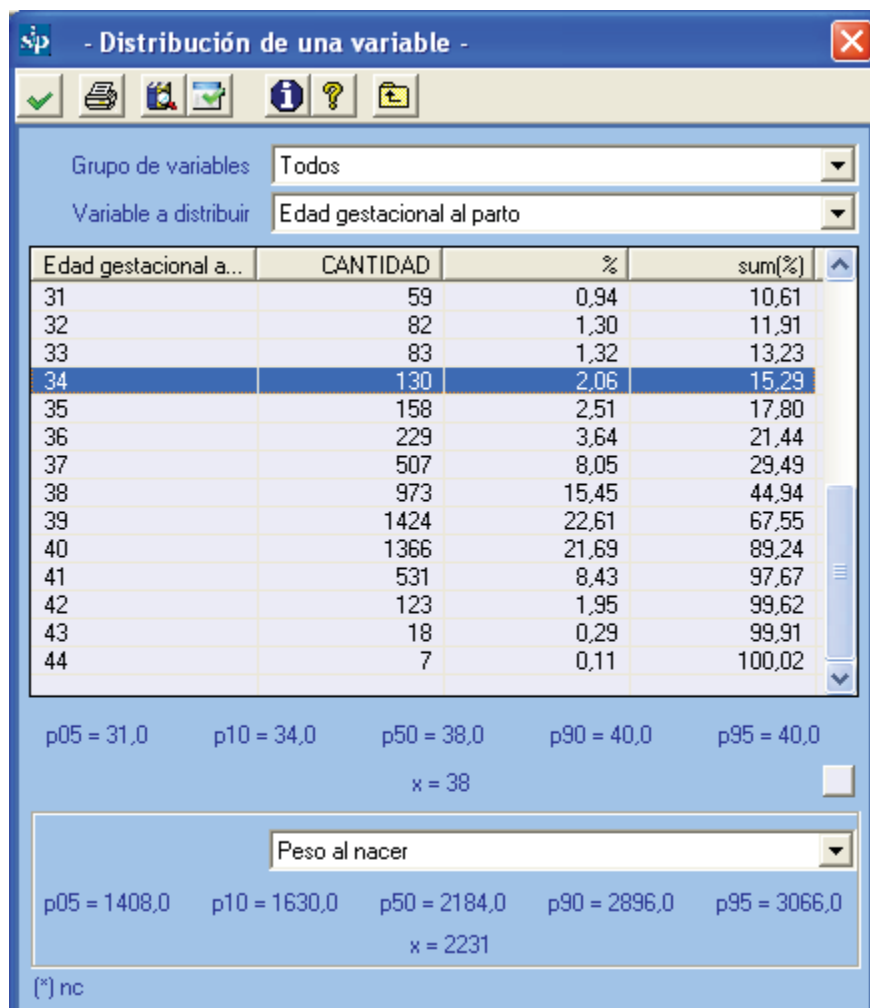 sip - Distribución de una variable -
Grupo de variables Todos
Variable a distribuir Edad gestacional al parto
Edad gestacional a... CANTIDAD % sum(%)
31 59 0,94 10,61
32 82 1,30 11,91
33 83 1,32 13,23
34 130 2,06 15,29
35 158 2,51 17,80
36 229 3,64 21,44
37 507 8,05 29,49
38 973 15,45 44,94
39 1424 22,61 67,55
40 1366 21,69 89,24
41 531 8,43 97,67
42 123 1,95 99,62
43 18 0,29 99,91
44 7 0,11 100,02
p05 = 31,0 p10 = 34,0 p50 = 38,0 p90 = 40,0 p95 = 40,0
x = 38
Peso al nacer
p05 = 1408,0 p10 = 1630,0 p50 = 2184,0 p90 = 2896,0 p95 = 3066,0
x = 2231
(*) nc